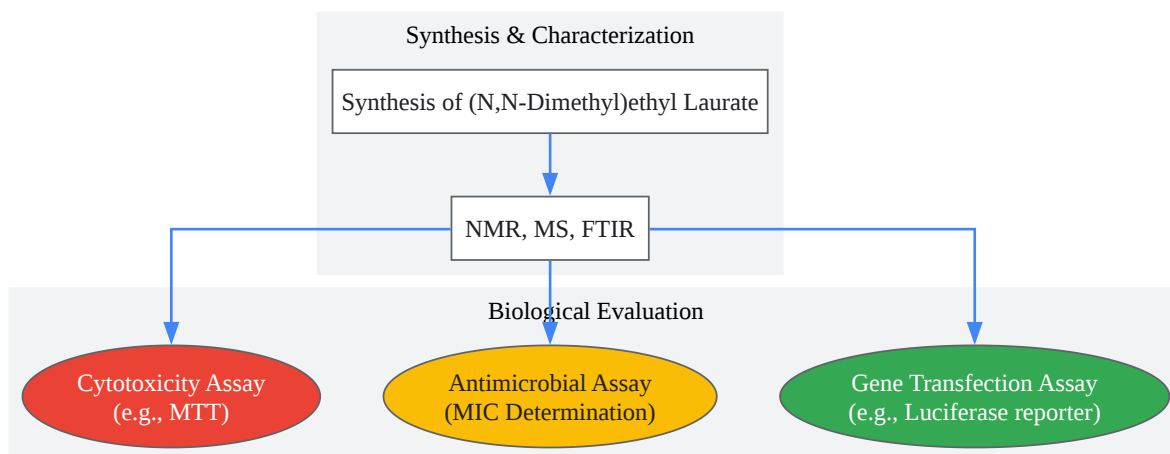 Synthesis & Characterization
Synthesis of (N,N-Dimethyl)ethyl Laurate
NMR, MS, FTIR
Biological Evaluation
Cytotoxicity Assay
(e.g., MTT)
Antimicrobial Assay
(MIC Determination)
Gene Transfection Assay
(e.g., Luciferase reporter)